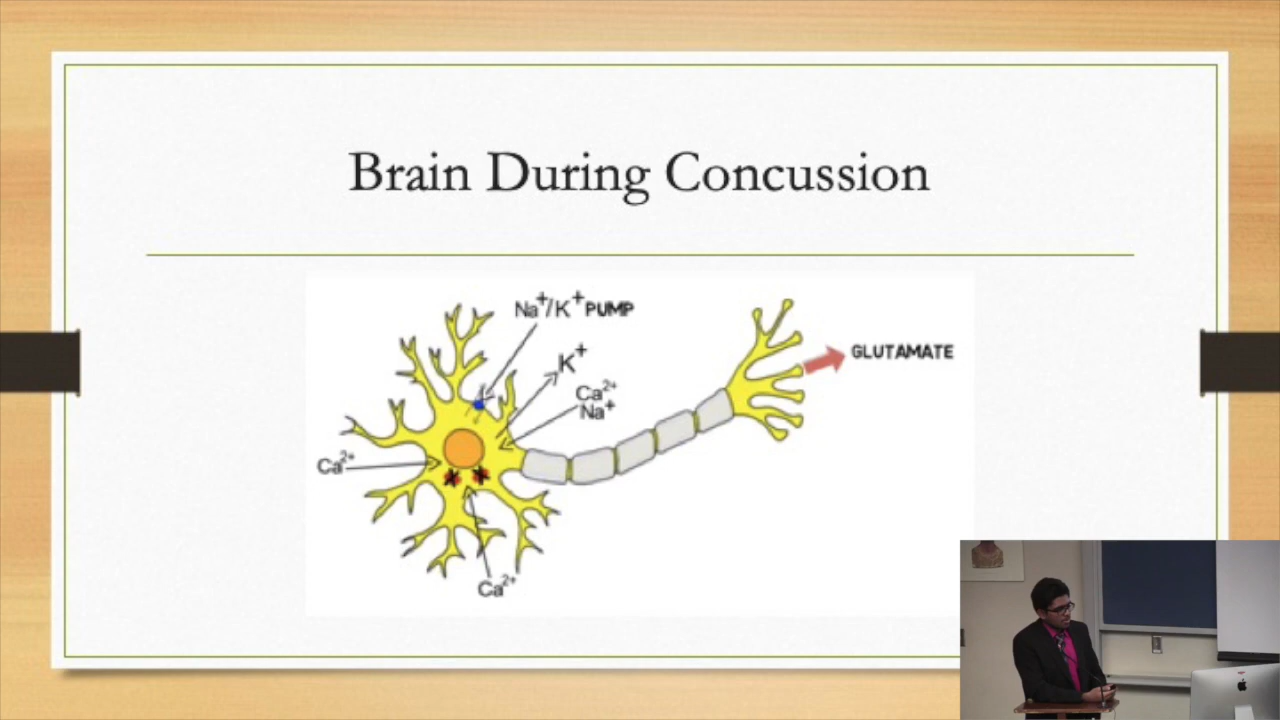 Brain During Concussion
Na⁺/K⁺ PUMP
K⁺
GLUTAMATE
Ca²⁺
Na⁺
Ca²⁺
Ca²⁺